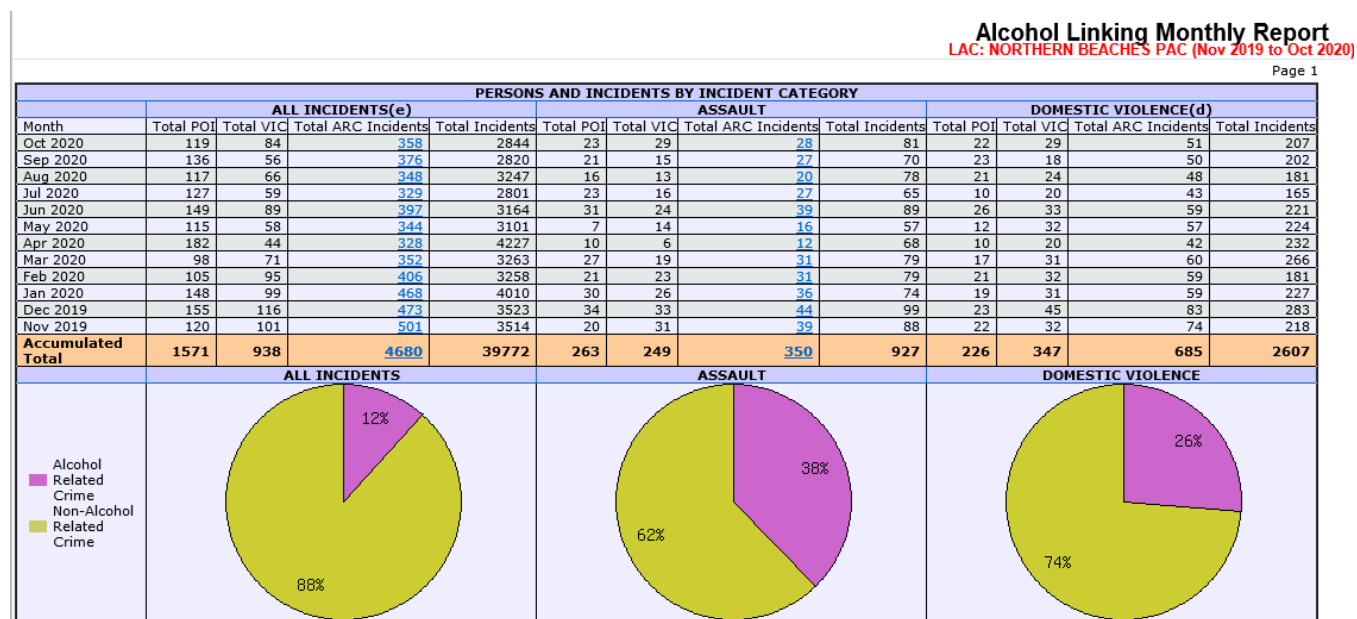 Alcohol Linking Monthly Report
LAC: NORTHERN BEACHES PAC (Nov 2019 to Oct 2020)
Page 1
PERSONS AND INCIDENTS BY INCIDENT CATEGORY
ALL INCIDENTS(e) ASSAULT DOMESTIC VIOLENCE(d)
Month Total POI Total VIC Total ARC Incidents Total Incidents Total POI Total VIC Total ARC Incidents Total Incidents Total POI Total VIC Total ARC Incidents Total Incidents
Oct 2020 119 84 358 2844 23 29 28 81 22 29 51 207
Sep 2020 136 56 376 2820 21 15 27 70 23 18 50 202
Aug 2020 117 66 348 3247 16 13 20 78 21 24 48 181
Jul 2020 127 59 329 2801 23 16 27 65 10 20 43 165
Jun 2020 149 89 397 3164 31 24 39 89 26 33 59 221
May 2020 115 58 344 3101 7 14 16 57 12 32 57 224
Apr 2020 182 44 328 4227 10 6 12 68 10 20 42 232
Mar 2020 98 71 352 3263 27 19 31 79 17 31 60 266
Feb 2020 105 95 406 3258 21 23 31 79 21 32 59 181
Jan 2020 148 99 468 4010 30 26 36 74 19 31 59 227
Dec 2019 155 116 473 3523 34 33 44 99 23 45 83 283
Nov 2019 120 101 501 3514 20 31 39 88 22 32 74 218
Accumulated
Total 1571 938 4680 39772 263 249 350 927 226 347 685 2607
ALL INCIDENTS ASSAULT DOMESTIC VIOLENCE
Alcohol
Related
Crime
Non-Alcohol
Related
Crime
12%
88%
38%
62%
26%
74%